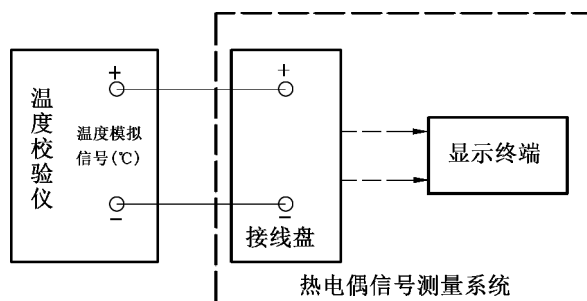 温度校验仪
+
温度模拟
信号(℃)
−
+
−
接线盘
显示终端
热电偶信号测量系统